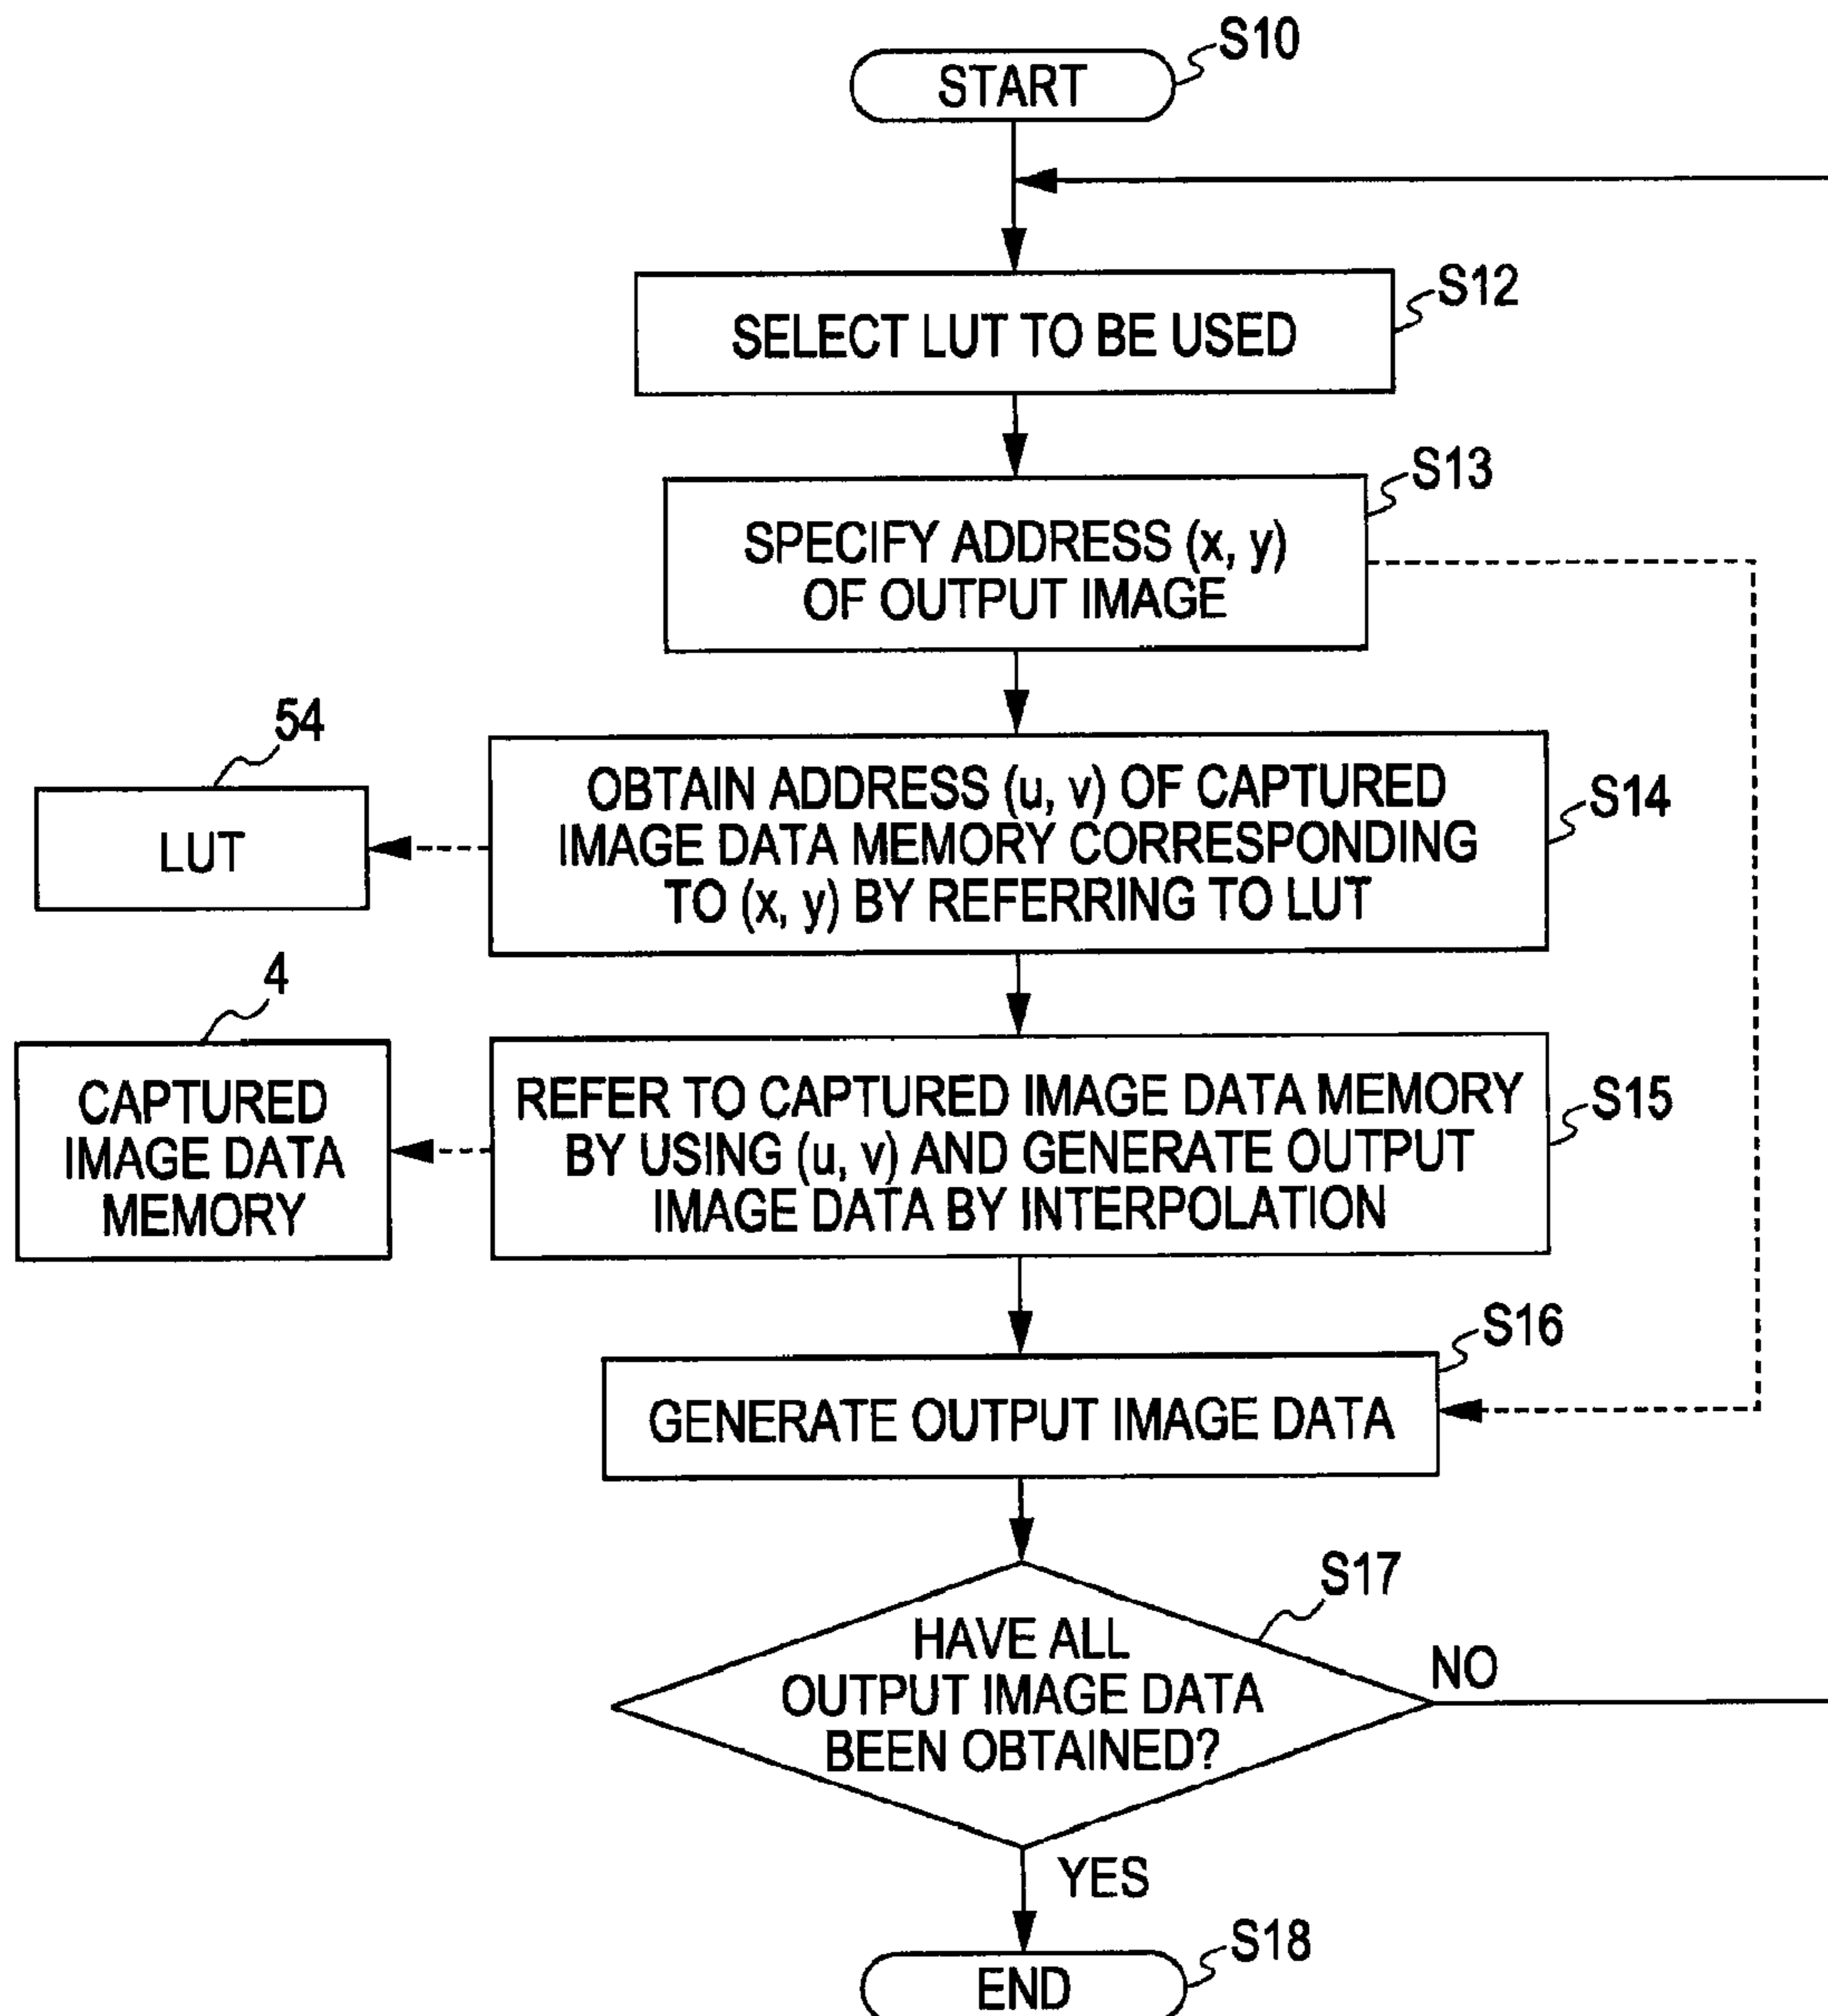 S10
START
S12
SELECT LUT TO BE USED
S13
SPECIFY ADDRESS (x, y)
OF OUTPUT IMAGE
54
LUT
S14
OBTAIN ADDRESS (u, v) OF CAPTURED
IMAGE DATA MEMORY CORRESPONDING
TO (x, y) BY REFERRING TO LUT
4
CAPTURED
IMAGE DATA
MEMORY
S15
REFER TO CAPTURED IMAGE DATA MEMORY
BY USING (u, v) AND GENERATE OUTPUT
IMAGE DATA BY INTERPOLATION
S16
GENERATE OUTPUT IMAGE DATA
S17
HAVE ALL
OUTPUT IMAGE DATA
BEEN OBTAINED?
NO
YES
S18
END